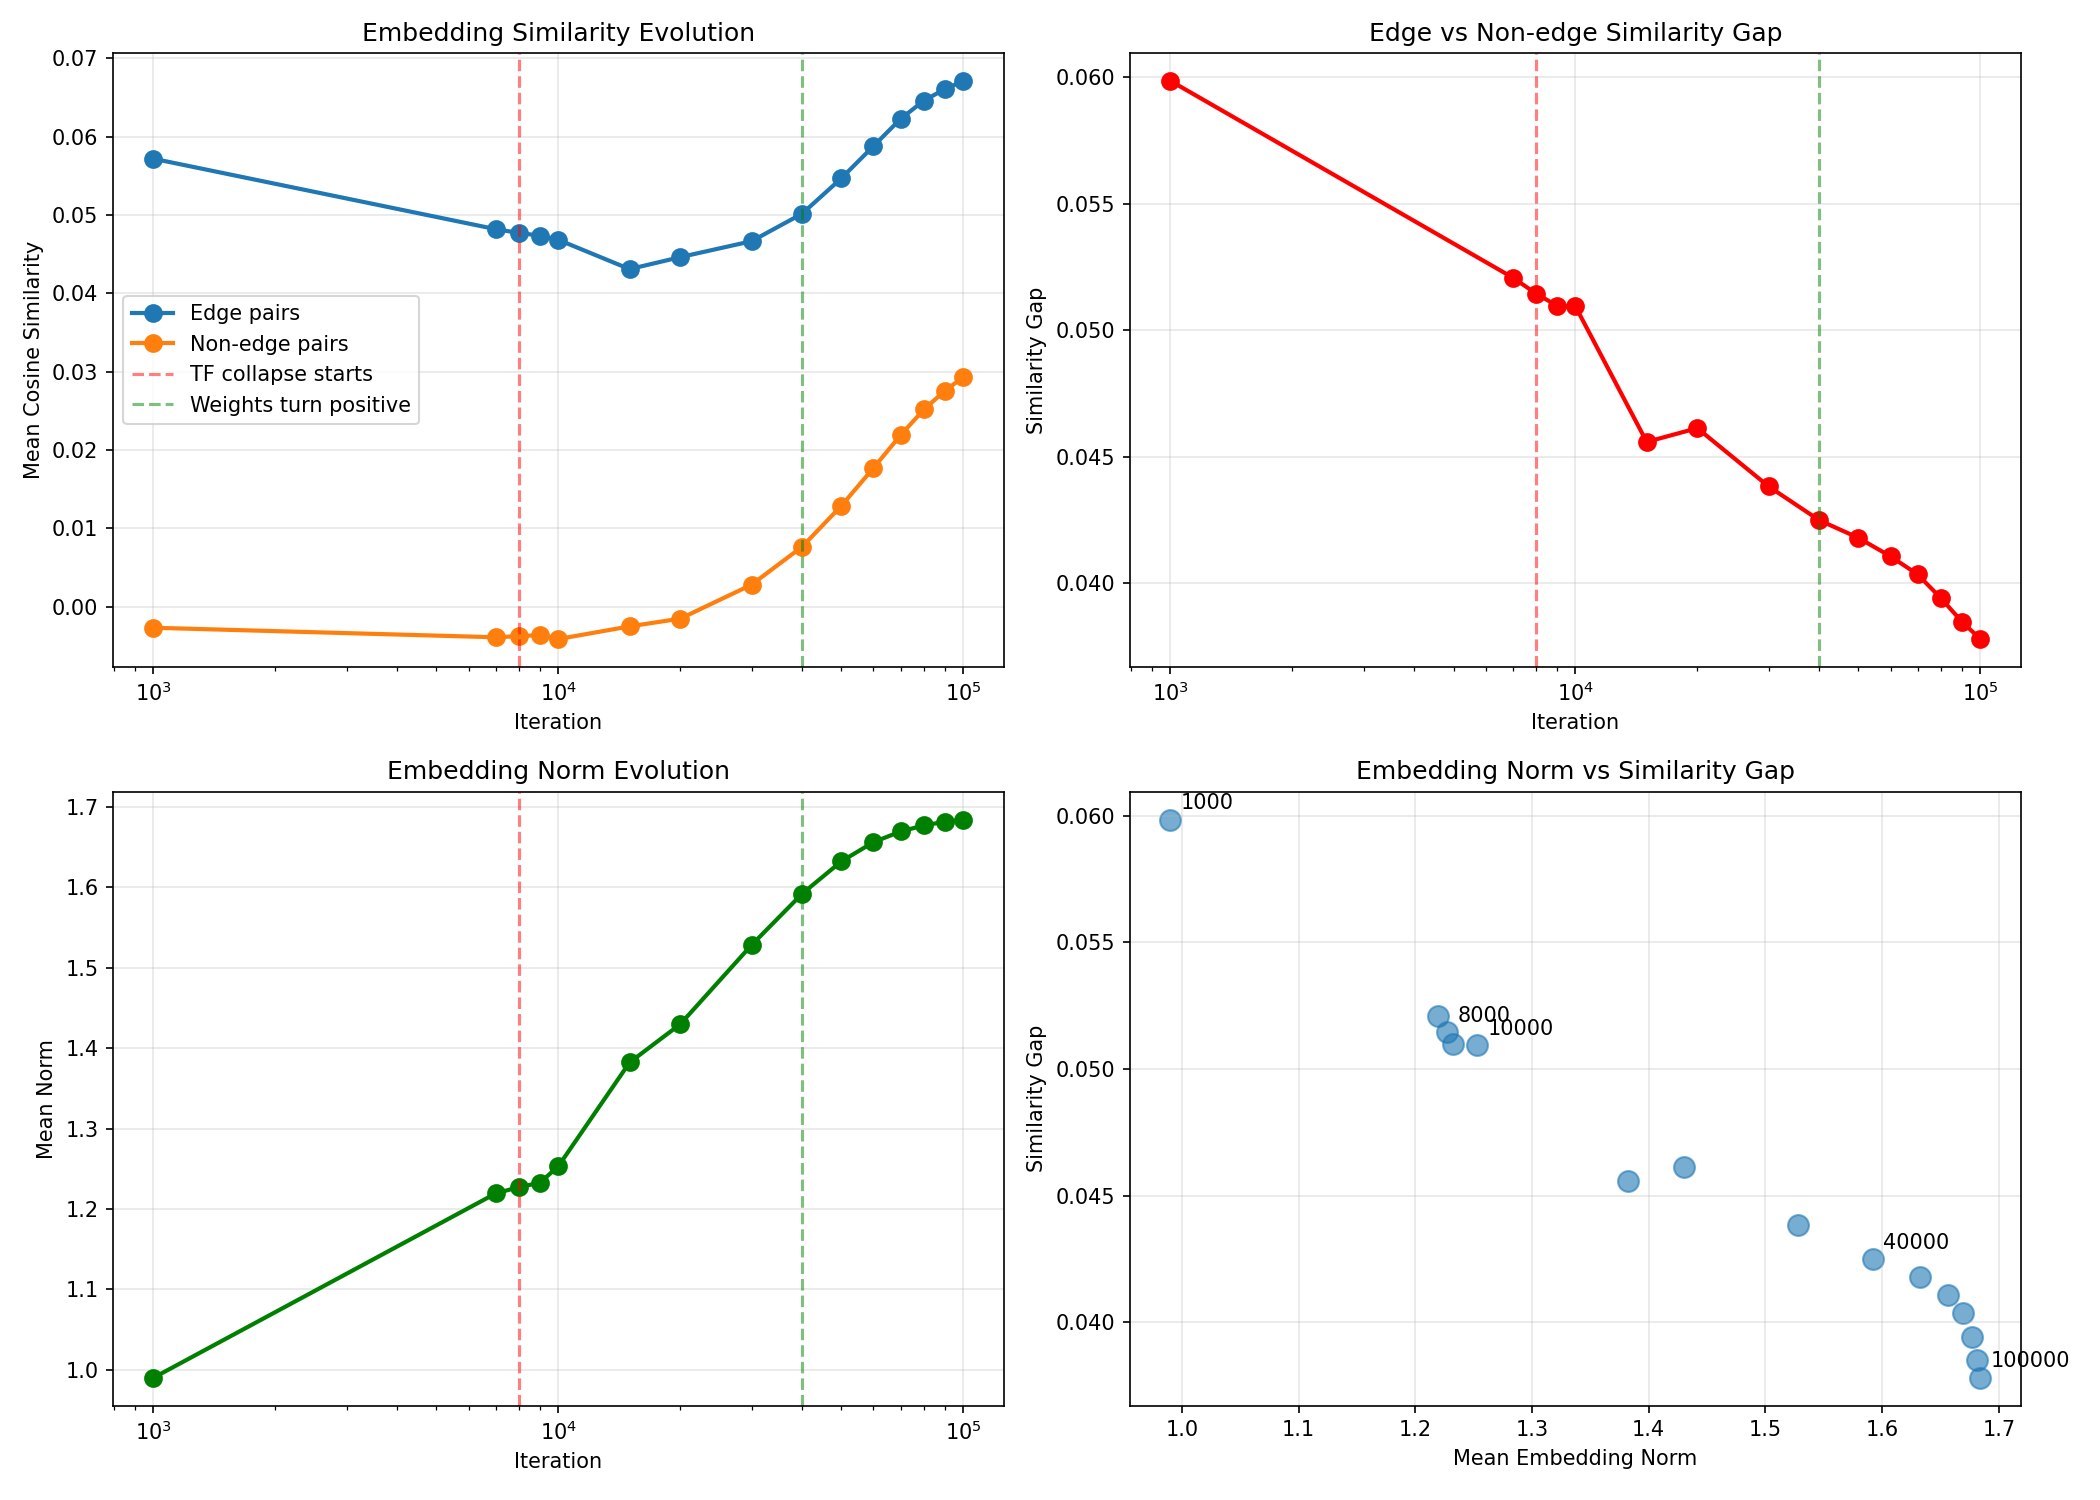 Embedding Similarity Evolution
Mean Cosine Similarity
0.07
0.06
0.05
0.04
0.03
0.02
0.01
0.00
Edge pairs
Non-edge pairs
TF collapse starts
Weights turn positive
10³ 10⁴ 10⁵
Iteration
Edge vs Non-edge Similarity Gap
Similarity Gap
0.060
0.055
0.050
0.045
0.040
10³ 10⁴ 10⁵
Iteration
Embedding Norm Evolution
Mean Norm
1.7
1.6
1.5
1.4
1.3
1.2
1.1
1.0
10³ 10⁴ 10⁵
Iteration
Embedding Norm vs Similarity Gap
Similarity Gap
0.060
0.055
0.050
0.045
0.040
1000
8000
10000
40000
100000
1.0 1.1 1.2 1.3 1.4 1.5 1.6 1.7
Mean Embedding Norm